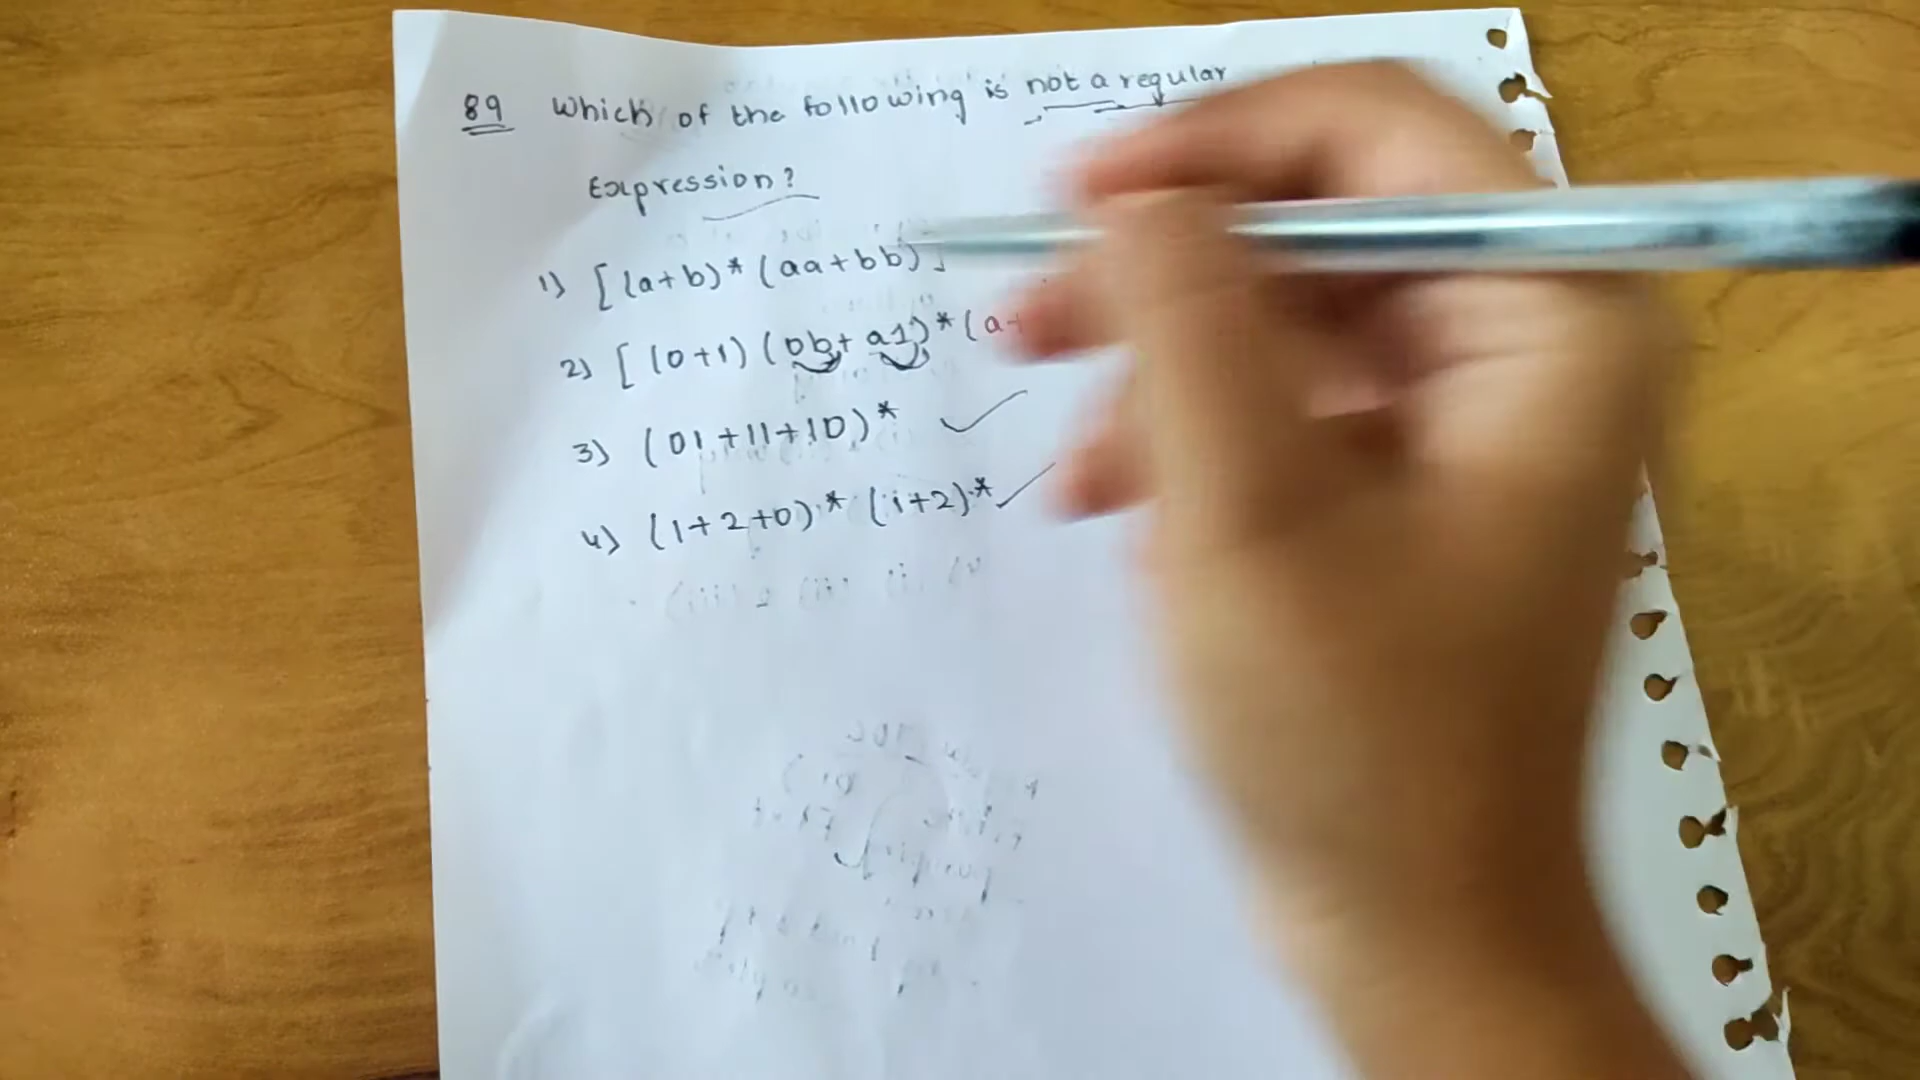 89 Which of the following is not a regular
Expression?
1) [(a+b)*(aa+bb)]
2) [(0+1)(0b+a1)*(a+
3) (01+11+10)*
4) (1+2+0)* (1+2)*